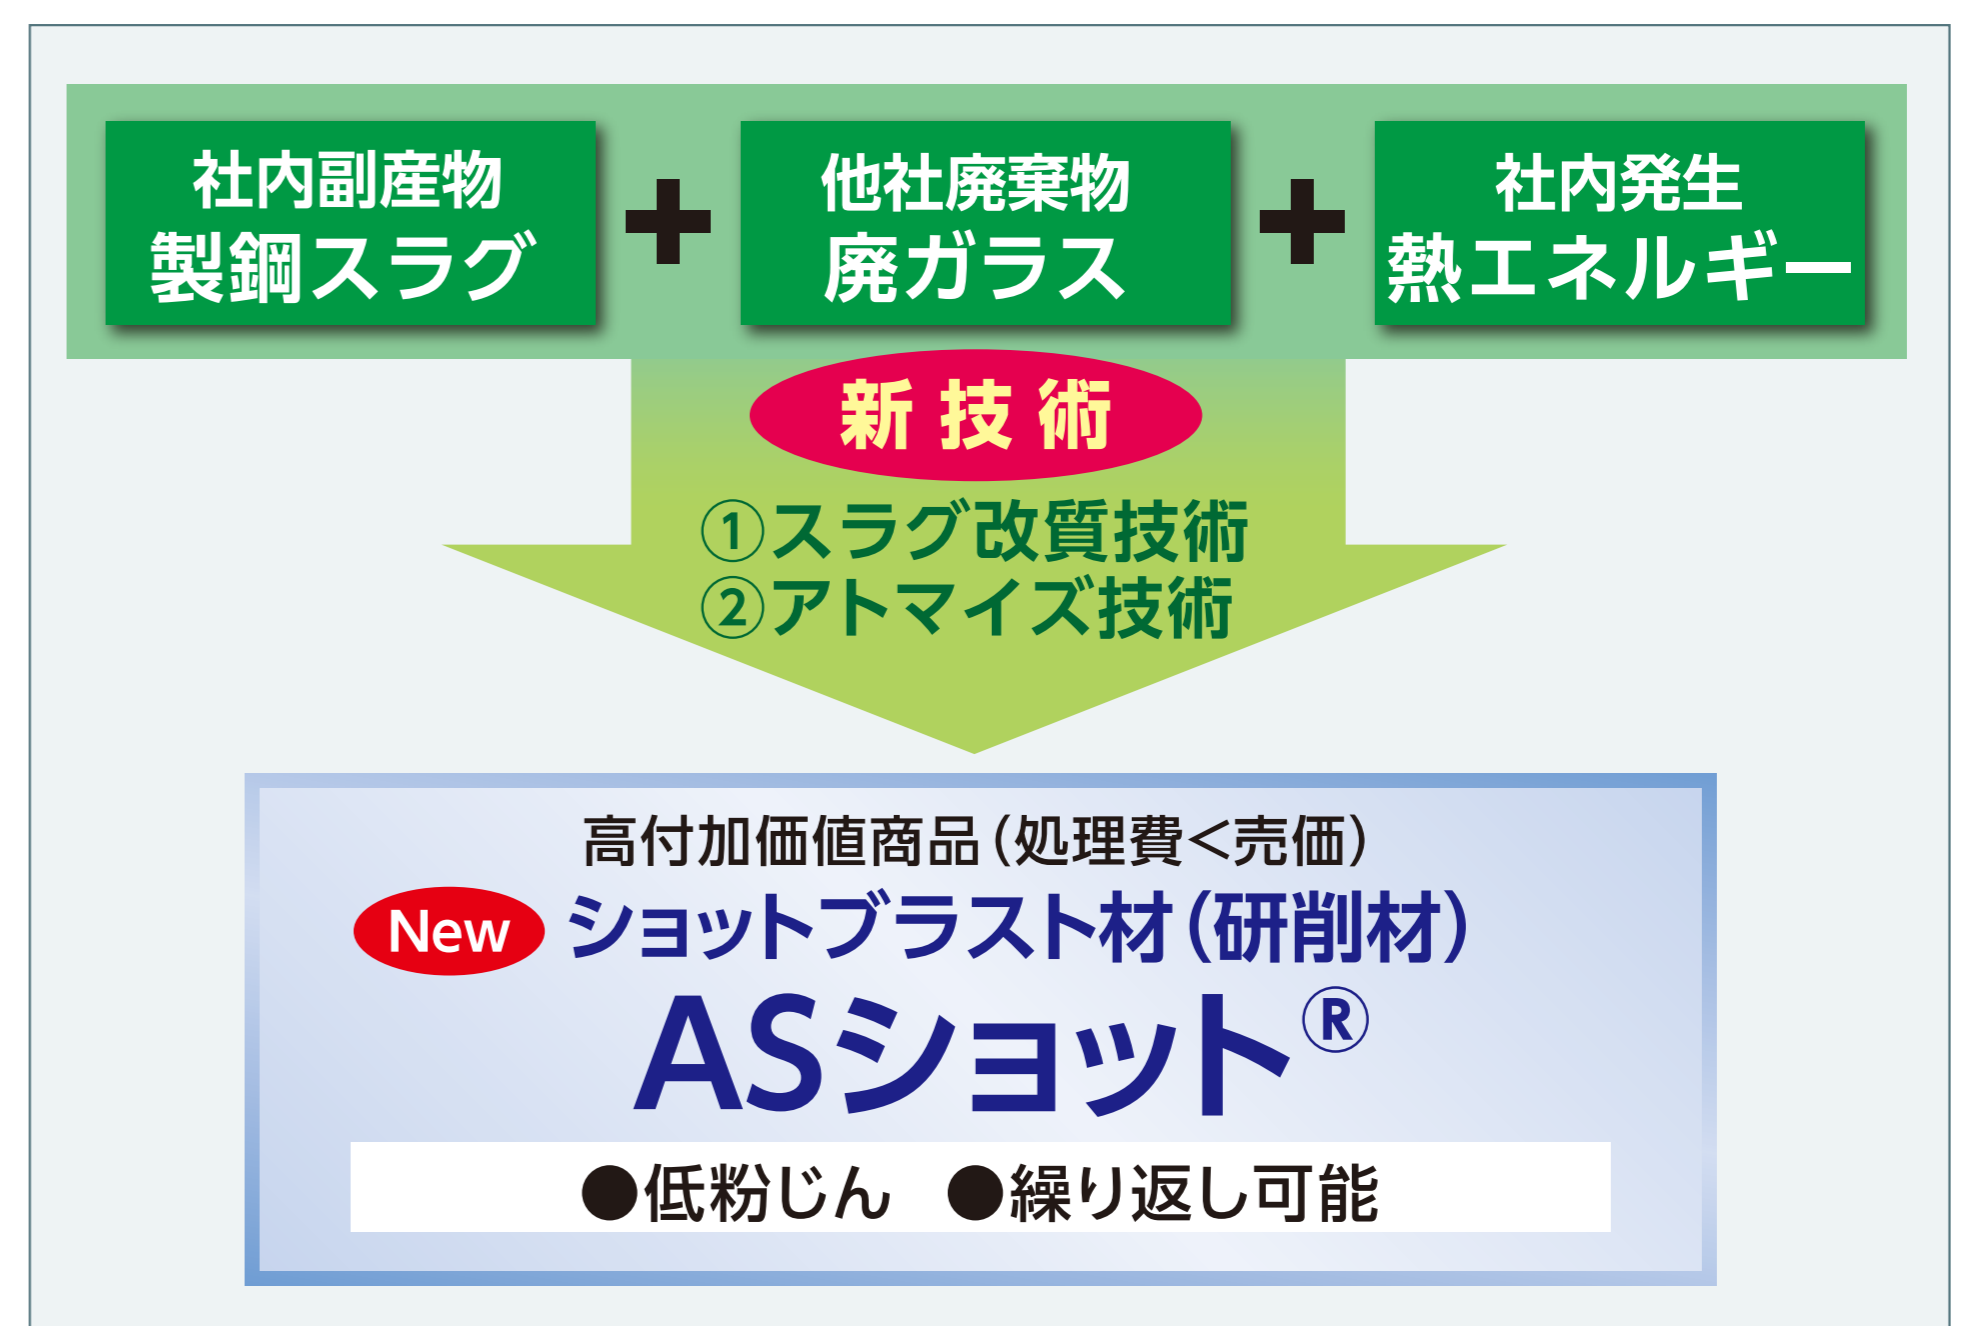 社内副産物
製鋼スラグ
+
他社廃棄物
廃ガラス
+
社内発生
熱エネルギー
新技術
①スラグ改質技術
②アトマイズ技術
高付加価値商品(処理費<売価)
New ショットブラスト材(研削材)
ASショット®
●低粉じん ●繰り返し可能